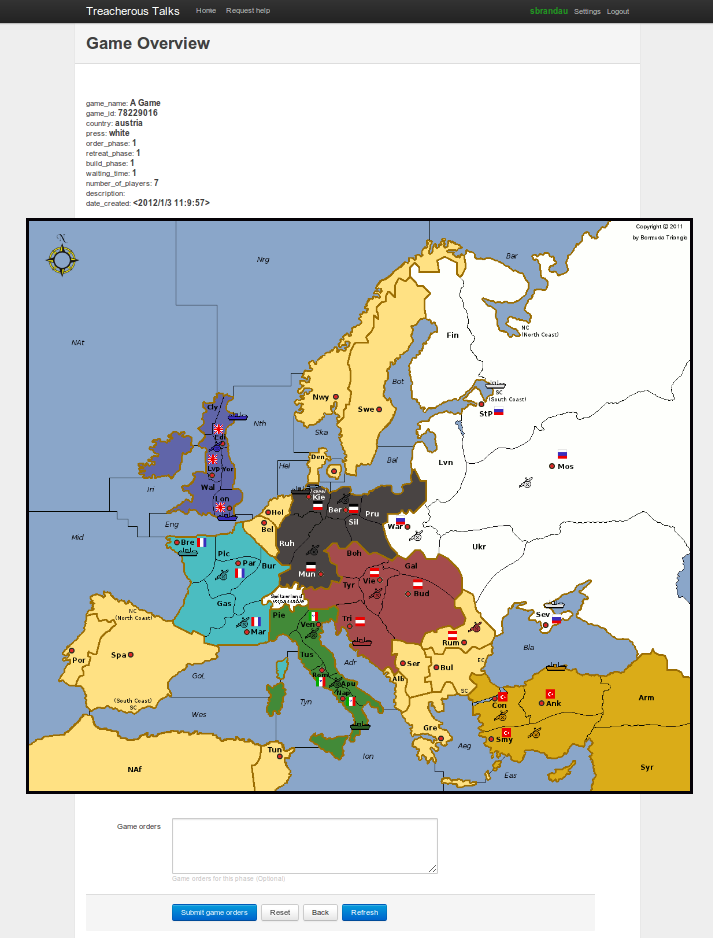 Treacherous Talks Home Request help sbrandau Settings Logout
Game Overview
game_name: A Game
game_id: 78229016
country: austria
press: white
order_phase: 1
retreat_phase: 1
build_phase: 1
waiting_time: 1
number_of_players: 7
description:
date_created: <2012/1/3 11:9:57>
Copyright © 2011
by Bermuda Triangle
N
Nrg
Bar
NC
(North Coast)
NAt
Fin
Bot
SC
(South Coast)
StP
Nwy
Swe
Cly
Nth
Ska
Edi
Den
Hel
Bal
Lvn
Mos
Lvp Yor
Irl
Wal
Lon
Kie
Ber
Pru
Sil
War
Eng
Hol
Bel
Mid
Ruh
Ukr
Bre
Pic
Par
Bur
Mun
Boh
Gal
Vie
Tyr
Bud
Switzerland
Impassable
Gas
Mar
Pie
Ven
Tri
Rum
Sev
NC
(North Coast)
Bla
Por
Spa
Tus
Rom
Adr
Ser
Bul
EC
Alb
Apu
Nap
GoL
(South Coast)
SC
Wes
Tyn
SC
Con
Ank
Arm
Gre
Smy
Aeg
Tun
Ion
NAf
Eas
Syr
Game orders
Game orders for this phase (Optional)
Submit game orders Reset Back Refresh